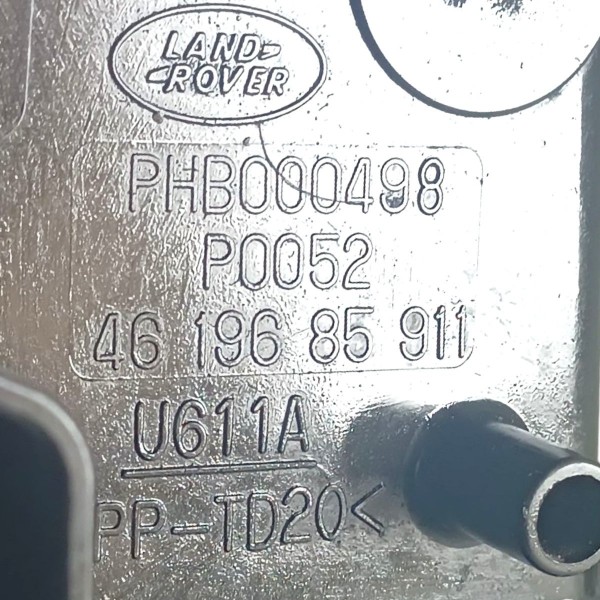 LAND
ROVER
PHB000498
P0052
46 196 85 911
U611A
PP-TD20<